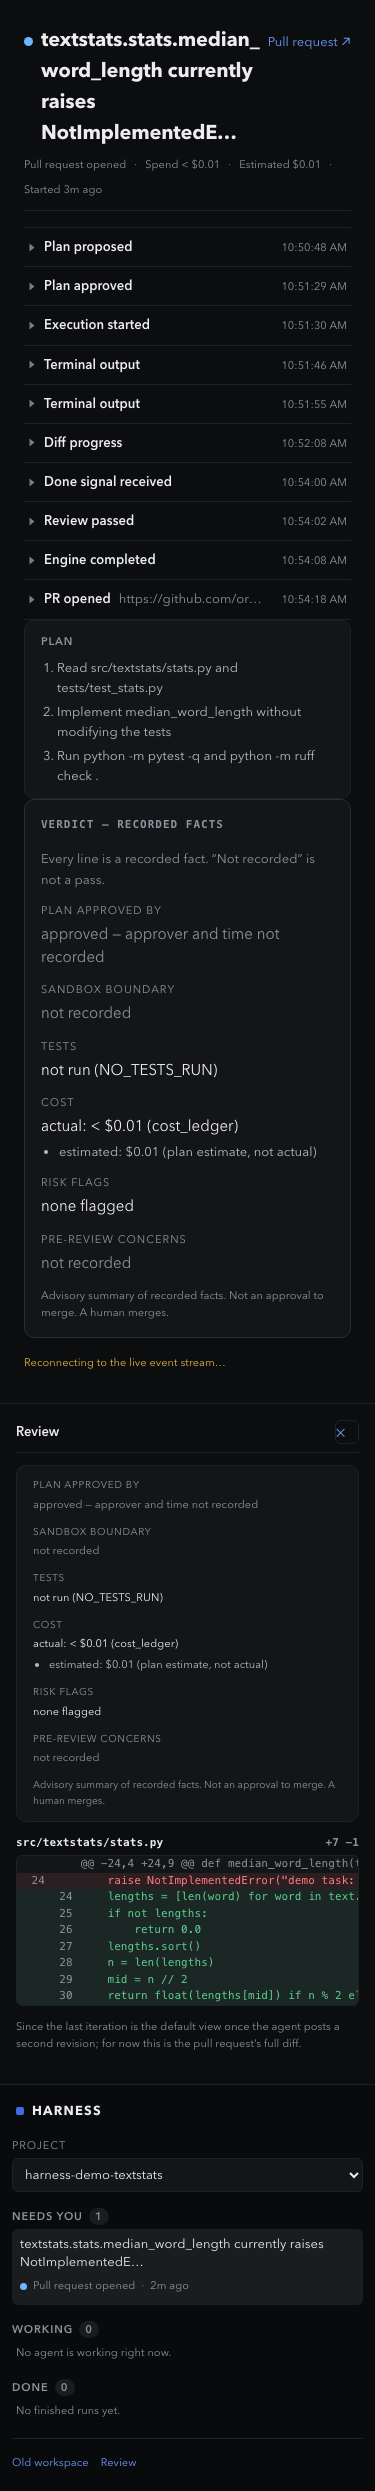 textstats.stats.median_ Pull request ↗
word_length currently
raises
NotImplementedE…
Pull request opened · Spend < $0.01 · Estimated $0.01 ·
Started 3m ago
Plan proposed 10:50:48 AM
Plan approved 10:51:29 AM
Execution started 10:51:30 AM
Terminal output 10:51:46 AM
Terminal output 10:51:55 AM
Diff progress 10:52:08 AM
Done signal received 10:54:00 AM
Review passed 10:54:02 AM
Engine completed 10:54:08 AM
PR opened https://github.com/or… 10:54:18 AM
PLAN
1. Read src/textstats/stats.py and
tests/test_stats.py
2. Implement median_word_length without
modifying the tests
3. Run python -m pytest -q and python -m ruff
check .
VERDICT — RECORDED FACTS
Every line is a recorded fact. “Not recorded” is
not a pass.
PLAN APPROVED BY
approved — approver and time not
recorded
SANDBOX BOUNDARY
not recorded
TESTS
not run (NO_TESTS_RUN)
COST
actual: < $0.01 (cost_ledger)
• estimated: $0.01 (plan estimate, not actual)
RISK FLAGS
none flagged
PRE-REVIEW CONCERNS
not recorded
Advisory summary of recorded facts. Not an approval to
merge. A human merges.
Reconnecting to the live event stream…
Review ×
PLAN APPROVED BY
approved — approver and time not recorded
SANDBOX BOUNDARY
not recorded
TESTS
not run (NO_TESTS_RUN)
COST
actual: < $0.01 (cost_ledger)
• estimated: $0.01 (plan estimate, not actual)
RISK FLAGS
none flagged
PRE-REVIEW CONCERNS
not recorded
Advisory summary of recorded facts. Not an approval to merge. A
human merges.
src/textstats/stats.py +7 −1
@@ −24,4 +24,9 @@ def median_word_length(
24 raise NotImplementedError("demo task:
24 lengths = [len(word) for word in text.
25 if not lengths:
26 return 0.0
27 lengths.sort()
28 n = len(lengths)
29 mid = n // 2
30 return float(lengths[mid]) if n % 2 el
Since the last iteration is the default view once the agent posts a
second revision; for now this is the pull request's full diff.
HARNESS
PROJECT
harness-demo-textstats
NEEDS YOU 1
textstats.stats.median_word_length currently raises
NotImplementedE…
Pull request opened · 2m ago
WORKING 0
No agent is working right now.
DONE 0
No finished runs yet.
Old workspace Review